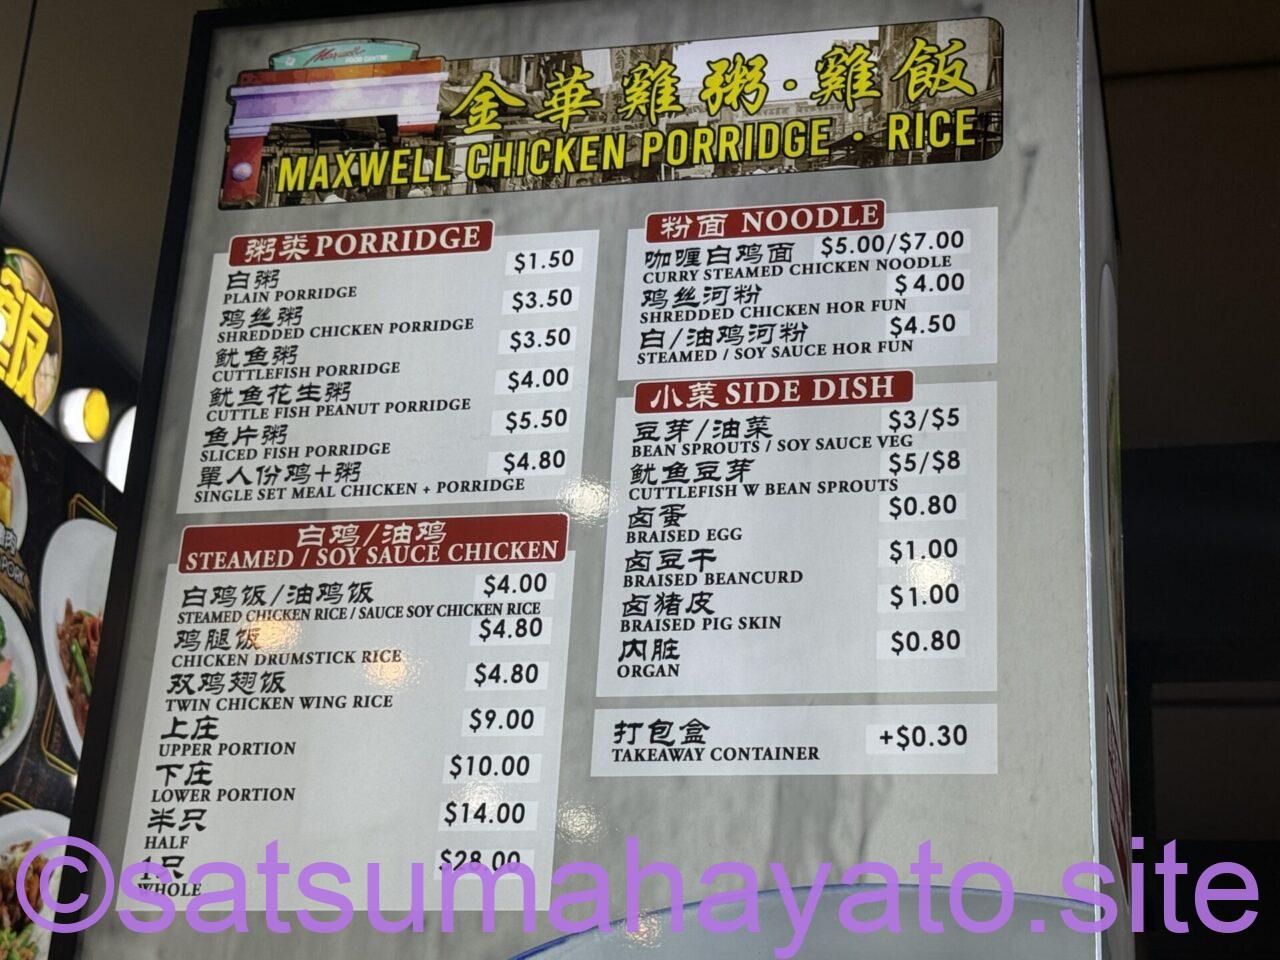 Maxwell
FOOD CENTRE
金華雞粥·雞飯
MAXWELL CHICKEN PORRIDGE · RICE
粥类 PORRIDGE
白粥 $1.50
PLAIN PORRIDGE
鸡丝粥 $3.50
SHREDDED CHICKEN PORRIDGE
鱿鱼粥 $3.50
CUTTLEFISH PORRIDGE
鱿鱼花生粥 $4.00
CUTTLE FISH PEANUT PORRIDGE
鱼片粥 $5.50
SLICED FISH PORRIDGE
單人份鸡+粥 $4.80
SINGLE SET MEAL CHICKEN + PORRIDGE
白鸡/油鸡
STEAMED / SOY SAUCE CHICKEN
白鸡饭/油鸡饭 $4.00
STEAMED CHICKEN RICE / SAUCE SOY CHICKEN RICE
鸡腿饭 $4.80
CHICKEN DRUMSTICK RICE
双鸡翅饭 $4.80
TWIN CHICKEN WING RICE
上庄 $9.00
UPPER PORTION
下庄 $10.00
LOWER PORTION
半只 $14.00
HALF
1只 $28.00
WHOLE
粉面 NOODLE
咖喱白鸡面 $5.00/$7.00
CURRY STEAMED CHICKEN NOODLE
鸡丝河粉 $4.00
SHREDDED CHICKEN HOR FUN
白/油鸡河粉 $4.50
STEAMED / SOY SAUCE HOR FUN
小菜 SIDE DISH
豆芽/油菜 $3/$5
BEAN SPROUTS / SOY SAUCE VEG
鱿鱼豆芽 $5/$8
CUTTLEFISH W BEAN SPROUTS
卤蛋 $0.80
BRAISED EGG
卤豆干 $1.00
BRAISED BEANCURD
卤猪皮 $1.00
BRAISED PIG SKIN
内脏 $0.80
ORGAN
打包盒 +$0.30
TAKEAWAY CONTAINER
飯
PORK
©satsumahayato.site